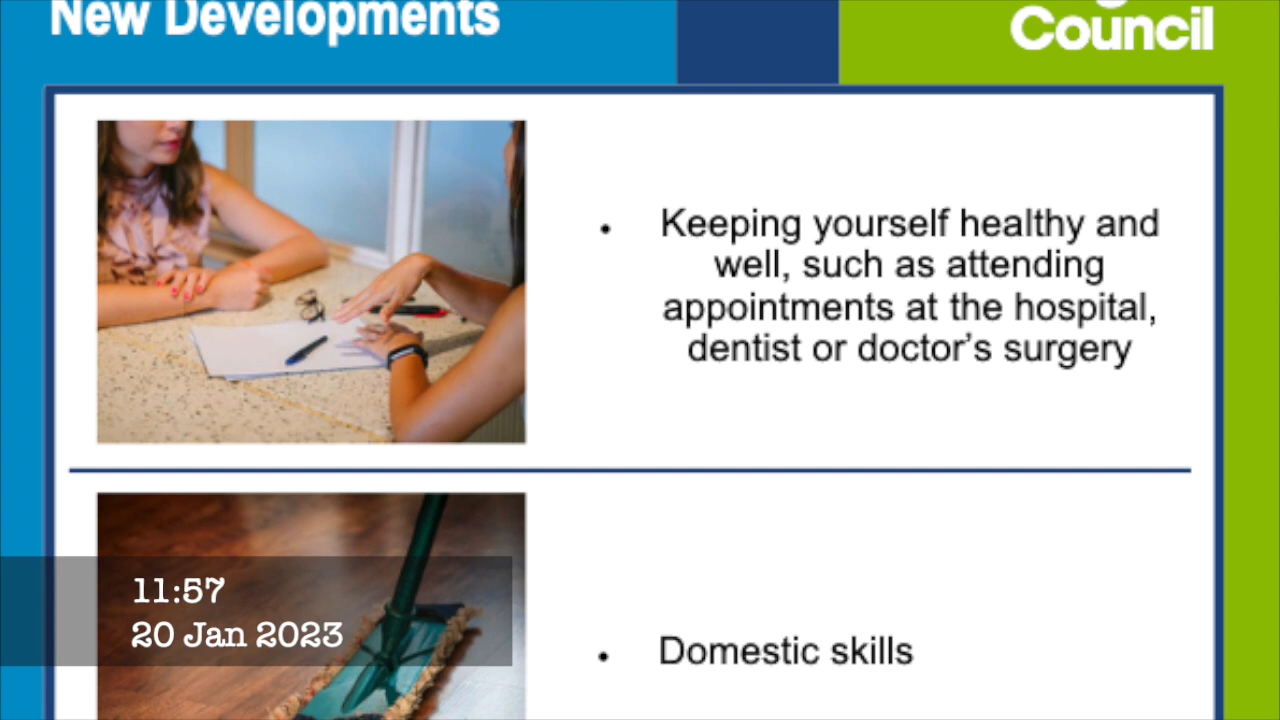 New Developments
Council
• Keeping yourself healthy and
well, such as attending
appointments at the hospital,
dentist or doctor’s surgery
11:57
20 Jan 2023
• Domestic skills